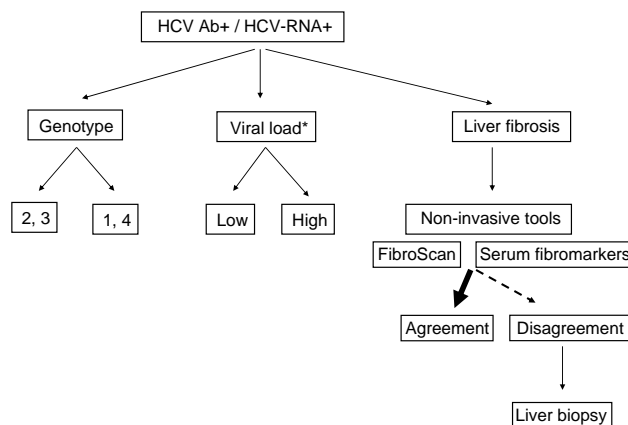 HCV Ab+ / HCV-RNA+
Genotype
Viral load*
Liver fibrosis
2, 3
1, 4
Low
High
Non-invasive tools
FibroScan
Serum fibromarkers
Agreement
Disagreement
Liver biopsy